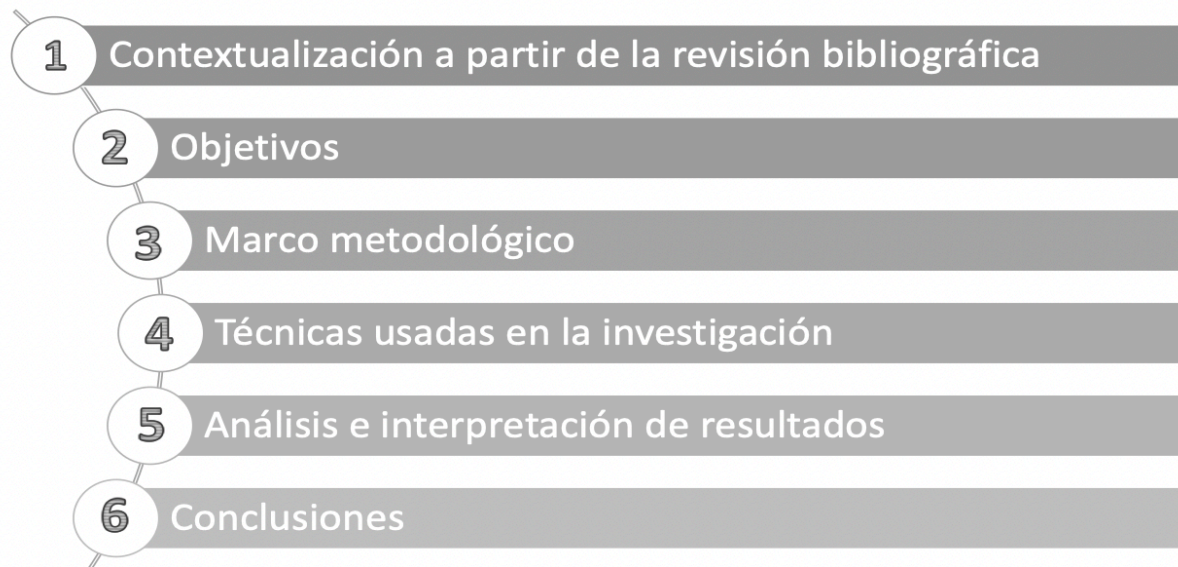 1 Contextualización a partir de la revisión bibliográfica
2 Objetivos
3 Marco metodológico
4 Técnicas usadas en la investigación
5 Análisis e interpretación de resultados
6 Conclusiones